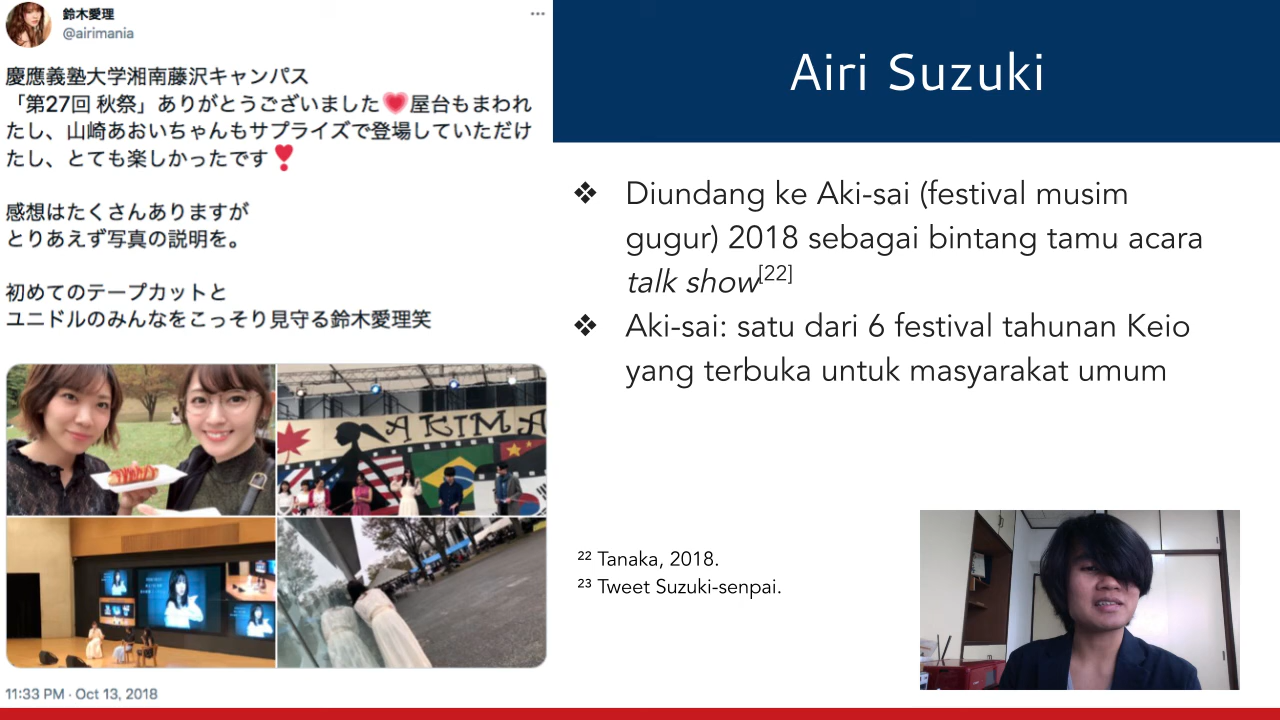 鈴木愛理
@airimania
慶應義塾大学湘南藤沢キャンパス
「第27回 秋祭」ありがとうございました💗屋台もまわれ
たし、山崎あおいちゃんもサプライズで登場していただけ
たし、とても楽しかったです❣
感想はたくさんありますが
とりあえず写真の説明を。
初めてのテープカットと
ユニドルのみんなをこっそり見守る鈴木愛理笑
11:33 PM · Oct 13, 2018
Airi Suzuki
❖ Diundang ke Aki-sai (festival musim
gugur) 2018 sebagai bintang tamu acara
talk show[22]
❖ Aki-sai: satu dari 6 festival tahunan Keio
yang terbuka untuk masyarakat umum
²² Tanaka, 2018.
²³ Tweet Suzuki-senpai.